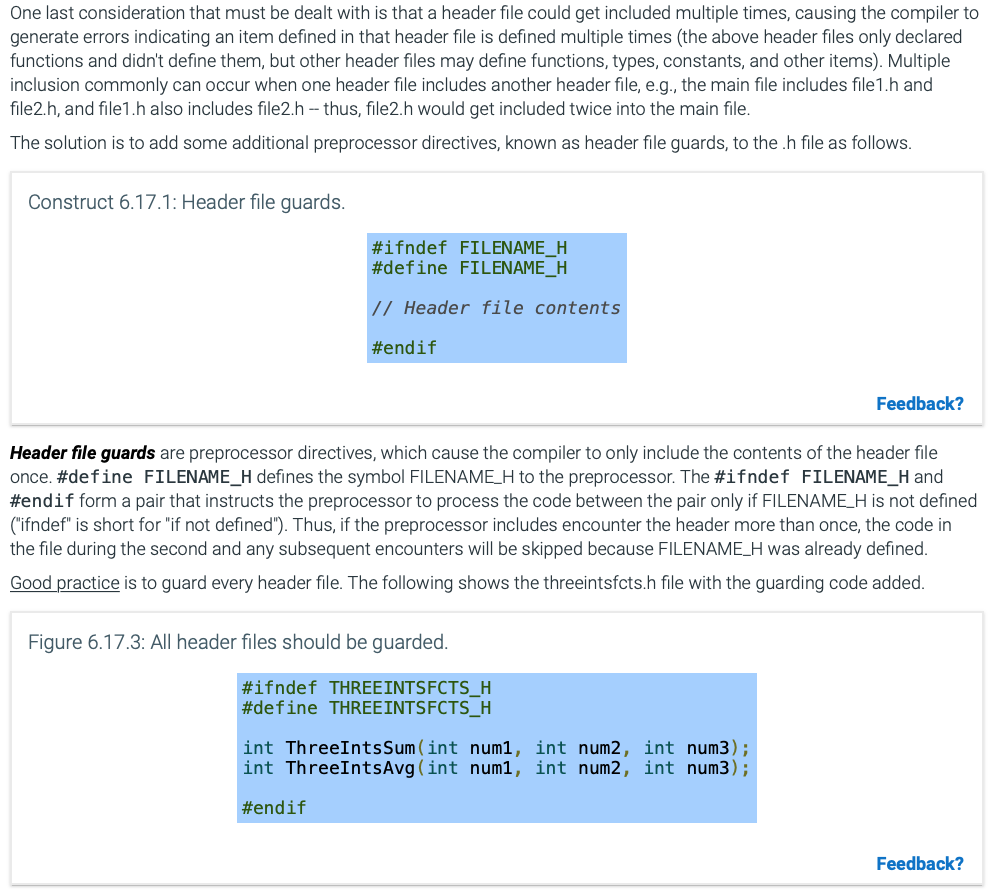 One last consideration that must be dealt with is that a header file could get included multiple times, causing the compiler to
generate errors indicating an item defined in that header file is defined multiple times (the above header files only declared
functions and didn't define them, but other header files may define functions, types, constants, and other items). Multiple
inclusion commonly can occur when one header file includes another header file, e.g., the main file includes file1.h and
file2.h, and file1.h also includes file2.h -- thus, file2.h would get included twice into the main file.
The solution is to add some additional preprocessor directives, known as header file guards, to the .h file as follows.
Construct 6.17.1: Header file guards.
#ifndef FILENAME_H
#define FILENAME_H
// Header file contents
#endif
Feedback?
Header file guards are preprocessor directives, which cause the compiler to only include the contents of the header file
once. #define FILENAME_H defines the symbol FILENAME_H to the preprocessor. The #ifndef FILENAME_H and
#endif form a pair that instructs the preprocessor to process the code between the pair only if FILENAME_H is not defined
("ifndef" is short for "if not defined"). Thus, if the preprocessor includes encounter the header more than once, the code in
the file during the second and any subsequent encounters will be skipped because FILENAME_H was already defined.
Good practice is to guard every header file. The following shows the threeintsfcts.h file with the guarding code added.
Figure 6.17.3: All header files should be guarded.
#ifndef THREEINTSFCTS_H
#define THREEINTSFCTS_H
int ThreeIntsSum(int num1, int num2, int num3);
int ThreeIntsAvg(int num1, int num2, int num3);
#endif
Feedback?